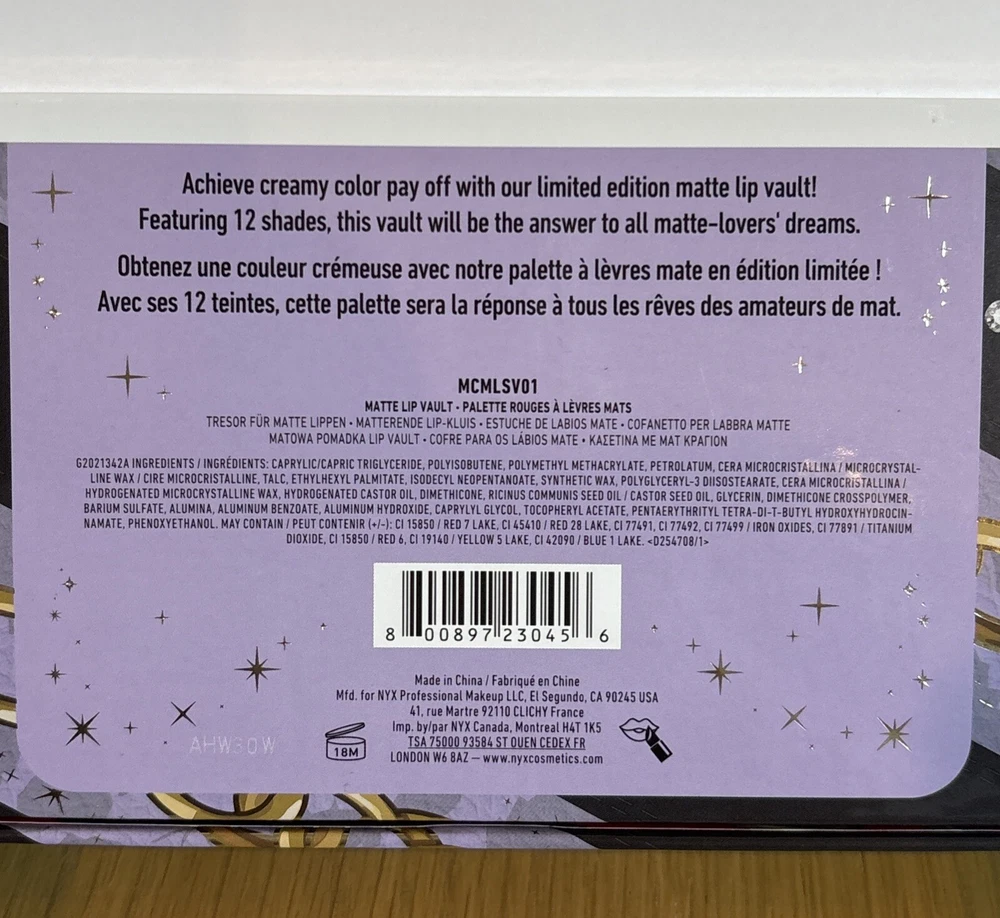 Achieve creamy color pay off with our limited edition matte lip vault!
Featuring 12 shades, this vault will be the answer to all matte-lovers' dreams.
Obtenez une couleur crémeuse avec notre palette à lèvres mate en édition limitée !
Avec ses 12 teintes, cette palette sera la réponse à tous les rêves des amateurs de mat.
MCMLSV01
MATTE LIP VAULT • PALETTE ROUGES À LÈVRES MATS
TRESOR FÜR MATTE LIPPEN • MATTERENDE LIP-KLUIS • ESTUCHE DE LABIOS MATE • COFANETTO PER LABBRA MATTE
MATOWA POMADKA LIP VAULT • COFRE PARA OS LÁBIOS MATE • ΚΑΣΕΤΙΝΑ ΜΕ ΜΑΤ ΚΡΑΓΙΟΝ
G2021342A INGREDIENTS / INGRÉDIENTS: CAPRYLIC/CAPRIC TRIGLYCERIDE, POLYISOBUTENE, POLYMETHYL METHACRYLATE, PETROLATUM, CERA MICROCRISTALLINA / MICROCRYSTAL-
LINE WAX / CIRE MICROCRISTALLINE, TALC, ETHYLHEXYL PALMITATE, ISODECYL NEOPENTANOATE, SYNTHETIC WAX, POLYGLYCERYL-3 DIISOSTEARATE, CERA MICROCRISTALLINA /
HYDROGENATED MICROCRYSTALLINE WAX, HYDROGENATED CASTOR OIL, DIMETHICONE, RICINUS COMMUNIS SEED OIL / CASTOR SEED OIL, GLYCERIN, DIMETHICONE CROSSPOLYMER,
BARIUM SULFATE, ALUMINA, ALUMINUM BENZOATE, ALUMINUM HYDROXIDE, CAPRYLYL GLYCOL, TOCOPHERYL ACETATE, PENTAERYTHRITYL TETRA-DI-T-BUTYL HYDROXYHYDROCIN-
NAMATE, PHENOXYETHANOL. MAY CONTAIN / PEUT CONTENIR (+/-): CI 15850 / RED 7 LAKE, CI 45410 / RED 28 LAKE, CI 77491, CI 77492, CI 77499 / IRON OXIDES, CI 77891 / TITANIUM
DIOXIDE, CI 15850 / RED 6, CI 19140 / YELLOW 5 LAKE, CI 42090 / BLUE 1 LAKE. <D254708/1>
8 00897 23045 6
Made in China / Fabriqué en Chine
Mfd. for NYX Professional Makeup LLC, El Segundo, CA 90245 USA
41, rue Martre 92110 CLICHY France
Imp. by/par NYX Canada, Montreal H4T 1K5
TSA 75000 93584 ST OUEN CEDEX FR
LONDON W6 8AZ — www.nyxcosmetics.com
18M